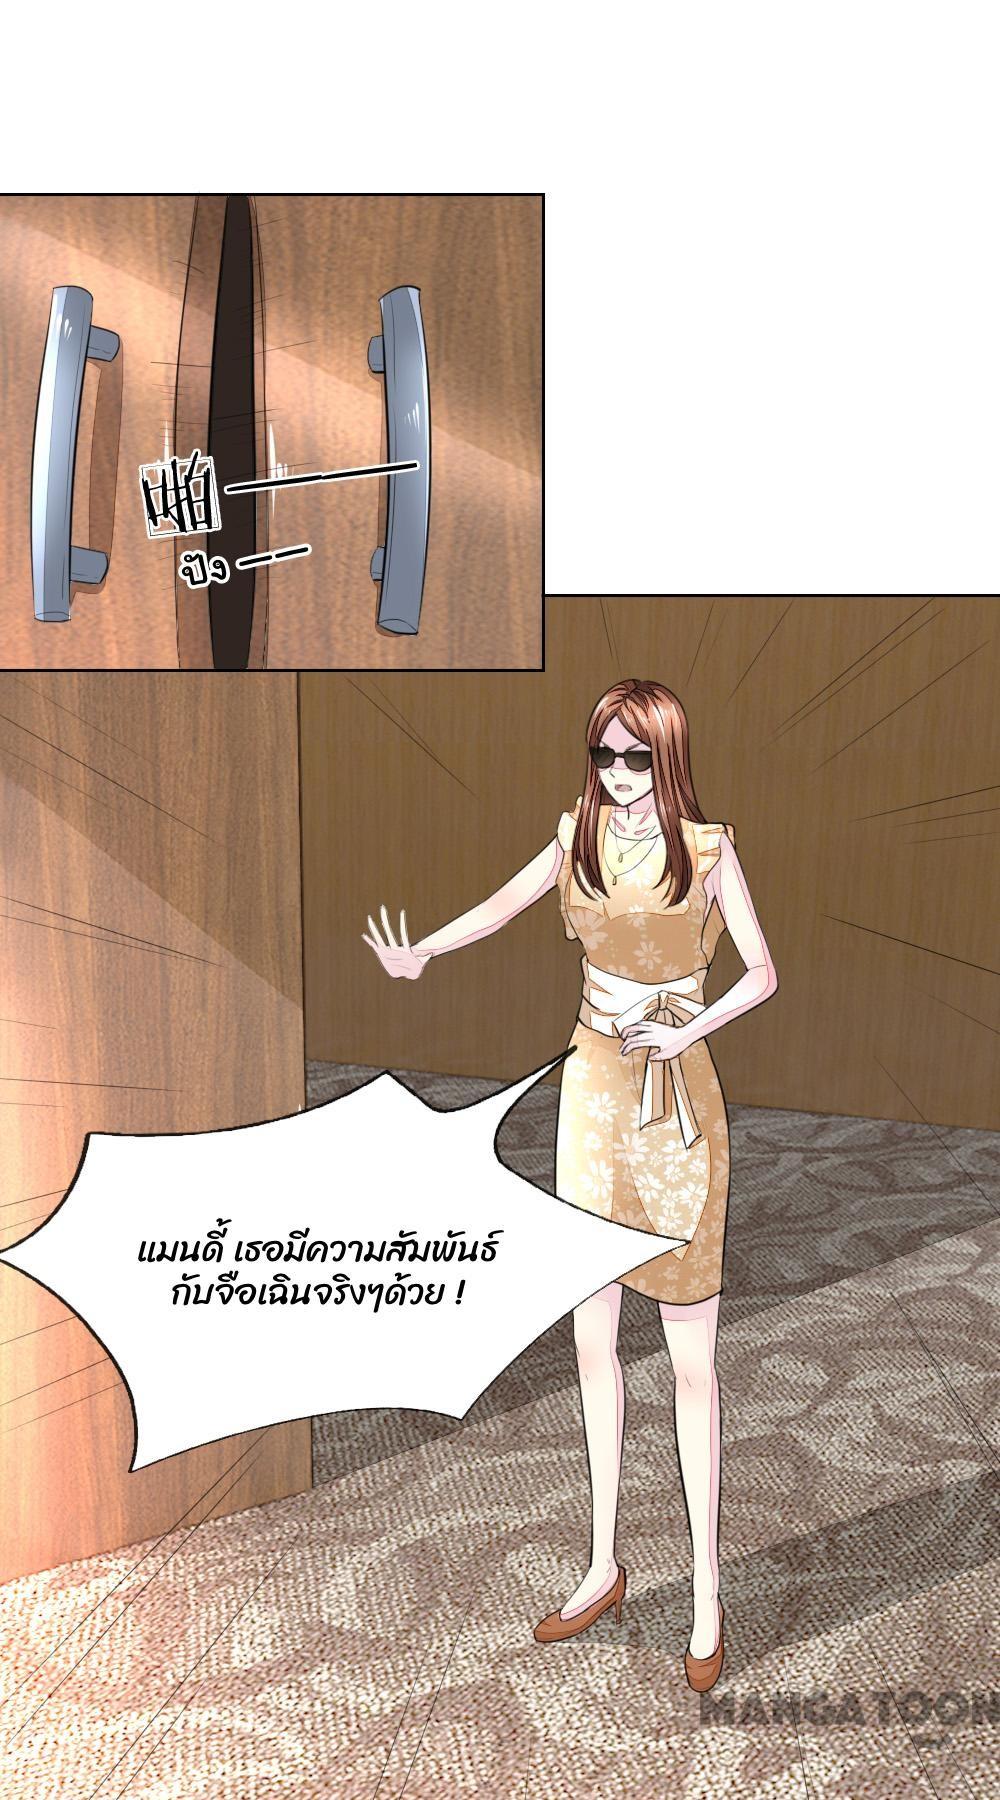 啪——
ปัง——
แมนดี้ เธอมีความสัมพันธ์
กับจือเฉินจริงๆด้วย !
MANGATOON